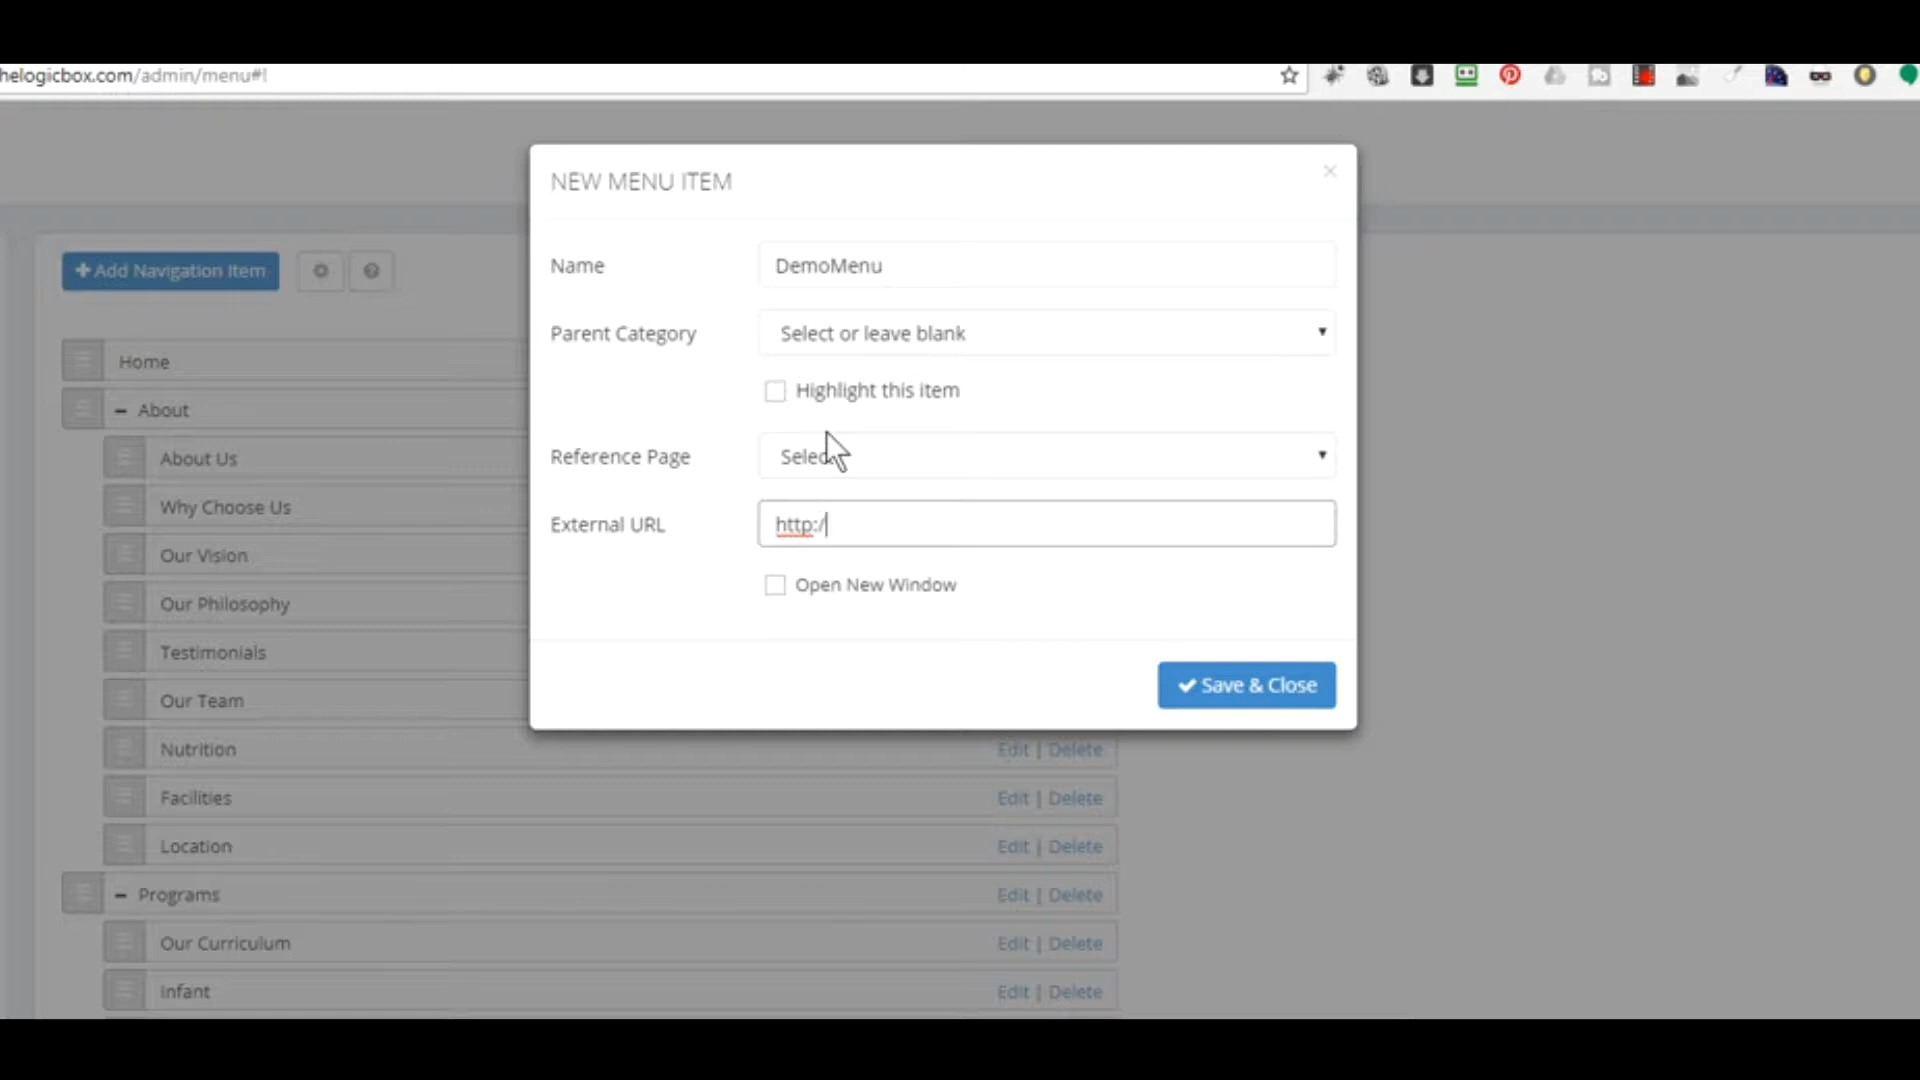 helogicbox.com/admin/menu#!
NEW MENU ITEM
×
Name
DemoMenu
Parent Category
Select or leave blank
Highlight this item
Reference Page
External URL
http:/
Open New Window
Save & Close
Add Navigation Item
Home
About
About Us
Why Choose Us
Our Vision
Our Philosophy
Testimonials
Our Team
Nutrition Edit | Delete
Facilities Edit | Delete
Location Edit | Delete
Programs Edit | Delete
Our Curriculum Edit | Delete
Infant Edit | Delete